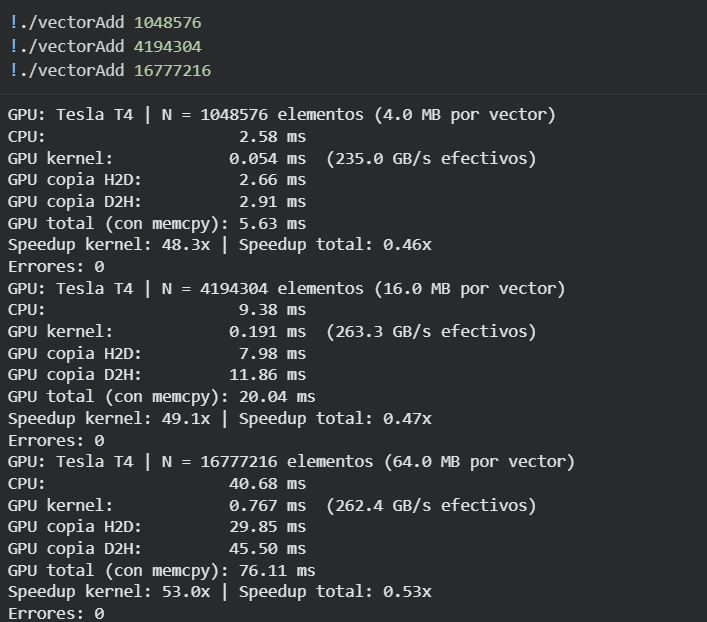 !./vectorAdd 1048576
!./vectorAdd 4194304
!./vectorAdd 16777216
GPU: Tesla T4 | N = 1048576 elementos (4.0 MB por vector)
CPU: 2.58 ms
GPU kernel: 0.054 ms (235.0 GB/s efectivos)
GPU copia H2D: 2.66 ms
GPU copia D2H: 2.91 ms
GPU total (con memcpy): 5.63 ms
Speedup kernel: 48.3x | Speedup total: 0.46x
Errores: 0
GPU: Tesla T4 | N = 4194304 elementos (16.0 MB por vector)
CPU: 9.38 ms
GPU kernel: 0.191 ms (263.3 GB/s efectivos)
GPU copia H2D: 7.98 ms
GPU copia D2H: 11.86 ms
GPU total (con memcpy): 20.04 ms
Speedup kernel: 49.1x | Speedup total: 0.47x
Errores: 0
GPU: Tesla T4 | N = 16777216 elementos (64.0 MB por vector)
CPU: 40.68 ms
GPU kernel: 0.767 ms (262.4 GB/s efectivos)
GPU copia H2D: 29.85 ms
GPU copia D2H: 45.50 ms
GPU total (con memcpy): 76.11 ms
Speedup kernel: 53.0x | Speedup total: 0.53x
Errores: 0